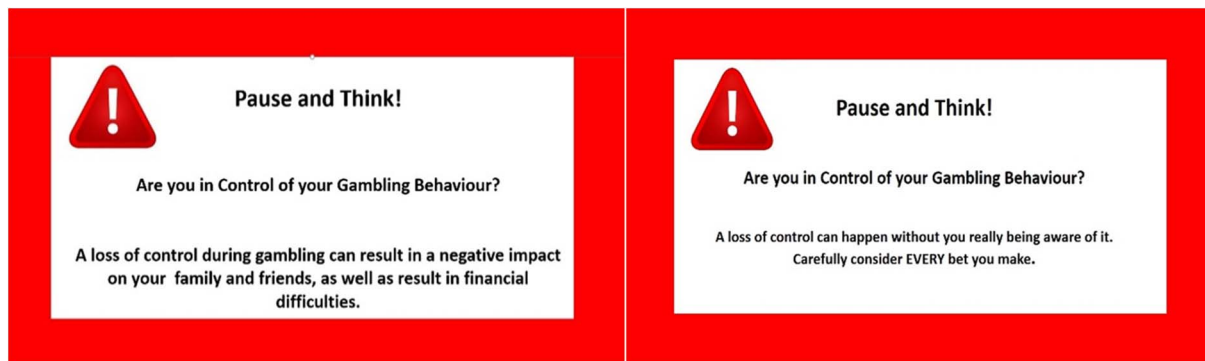 Pause and Think!
Are you in Control of your Gambling Behaviour?
A loss of control during gambling can result in a negative impact
on your family and friends, as well as result in financial
difficulties.
Pause and Think!
Are you in Control of your Gambling Behaviour?
A loss of control can happen without you really being aware of it.
Carefully consider EVERY bet you make.